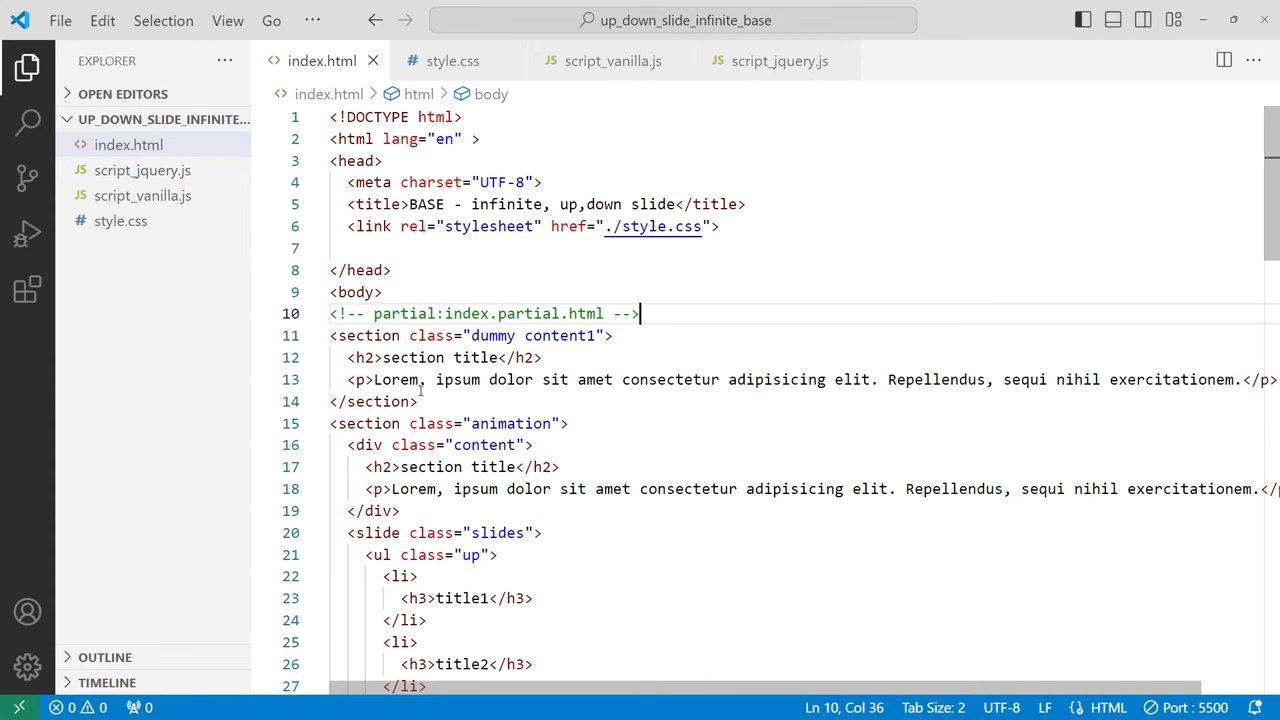 File Edit Selection View Go ··· up_down_slide_infinite_base
EXPLORER ···
OPEN EDITORS
UP_DOWN_SLIDE_INFINITE...
<> index.html
JS script_jquery.js
JS script_vanilla.js
# style.css
OUTLINE
TIMELINE
<> index.html # style.css JS script_vanilla.js JS script_jquery.js ···
<> index.html > html > body
1 <!DOCTYPE html>
2 <html lang="en" >
3 <head>
4 <meta charset="UTF-8">
5 <title>BASE - infinite, up,down slide</title>
6 <link rel="stylesheet" href="./style.css">
7
8 </head>
9 <body>
10 <!-- partial:index.partial.html -->
11 <section class="dummy content1">
12 <h2>section title</h2>
13 <p>Lorem, ipsum dolor sit amet consectetur adipisicing elit. Repellendus, sequi nihil exercitationem.</p>
14 </section>
15 <section class="animation">
16 <div class="content">
17 <h2>section title</h2>
18 <p>Lorem, ipsum dolor sit amet consectetur adipisicing elit. Repellendus, sequi nihil exercitationem.</p
19 </div>
20 <slide class="slides">
21 <ul class="up">
22 <li>
23 <h3>title1</h3>
24 </li>
25 <li>
26 <h3>title2</h3>
27 </li>
0 0 0 Ln 10, Col 36 Tab Size: 2 UTF-8 LF {} HTML Port : 5500